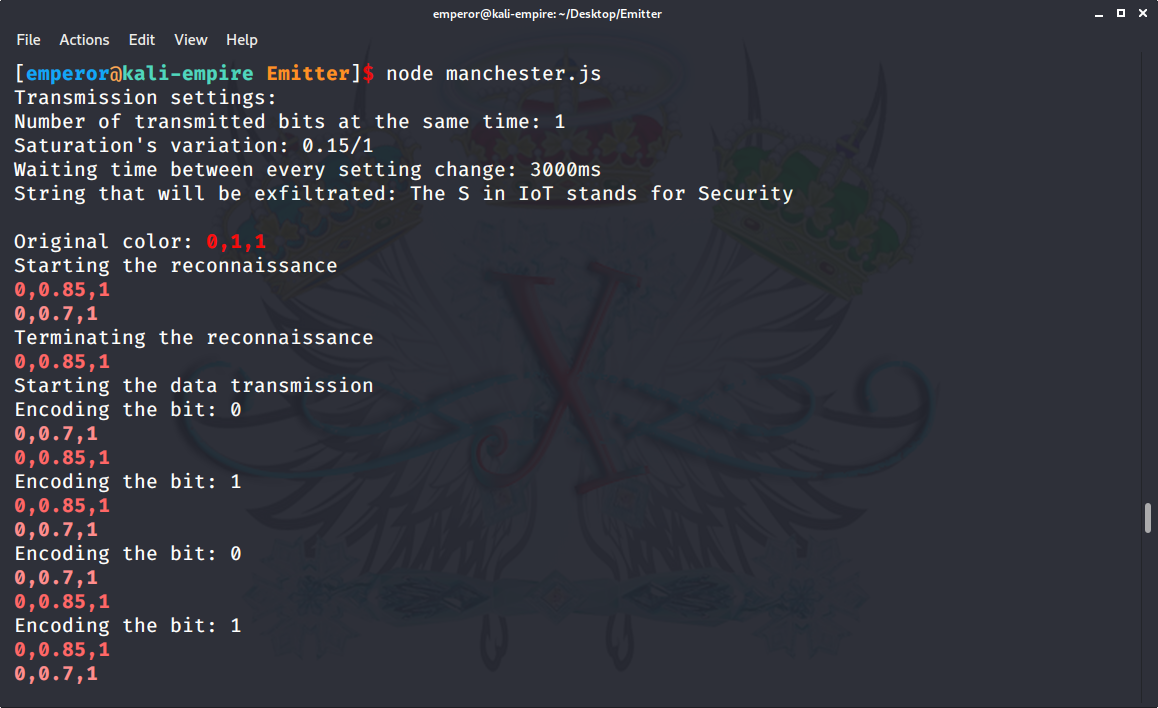 emperor@kali-empire: ~/Desktop/Emitter
File Actions Edit View Help
[emperor@kali-empire Emitter]$ node manchester.js
Transmission settings:
Number of transmitted bits at the same time: 1
Saturation's variation: 0.15/1
Waiting time between every setting change: 3000ms
String that will be exfiltrated: The S in IoT stands for Security
Original color: 0,1,1
Starting the reconnaissance
0,0.85,1
0,0.7,1
Terminating the reconnaissance
0,0.85,1
Starting the data transmission
Encoding the bit: 0
0,0.7,1
0,0.85,1
Encoding the bit: 1
0,0.85,1
0,0.7,1
Encoding the bit: 0
0,0.7,1
0,0.85,1
Encoding the bit: 1
0,0.85,1
0,0.7,1
X